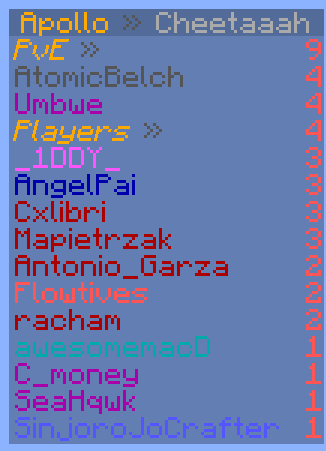 Apollo » Cheetaaah
PvE » 9
AtomicBelch 4
Umbwe 4
Players » 4
_1DDY_ 3
AngelPai 3
Cxlibri 3
Mapietrzak 3
Antonio_Garza 2
Flowtives 2
racham 2
awesomemacD 1
C_money 1
SeaHqwk 1
SinjoroJoCrafter 1